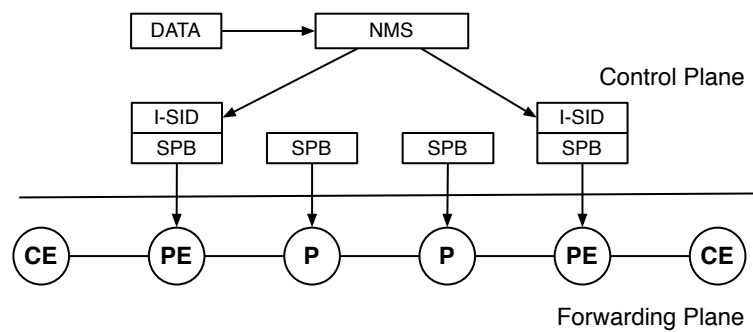 DATA
NMS
Control Plane
I-SID
I-SID
SPB
SPB
SPB
SPB
CE
PE
P
P
PE
CE
Forwarding Plane